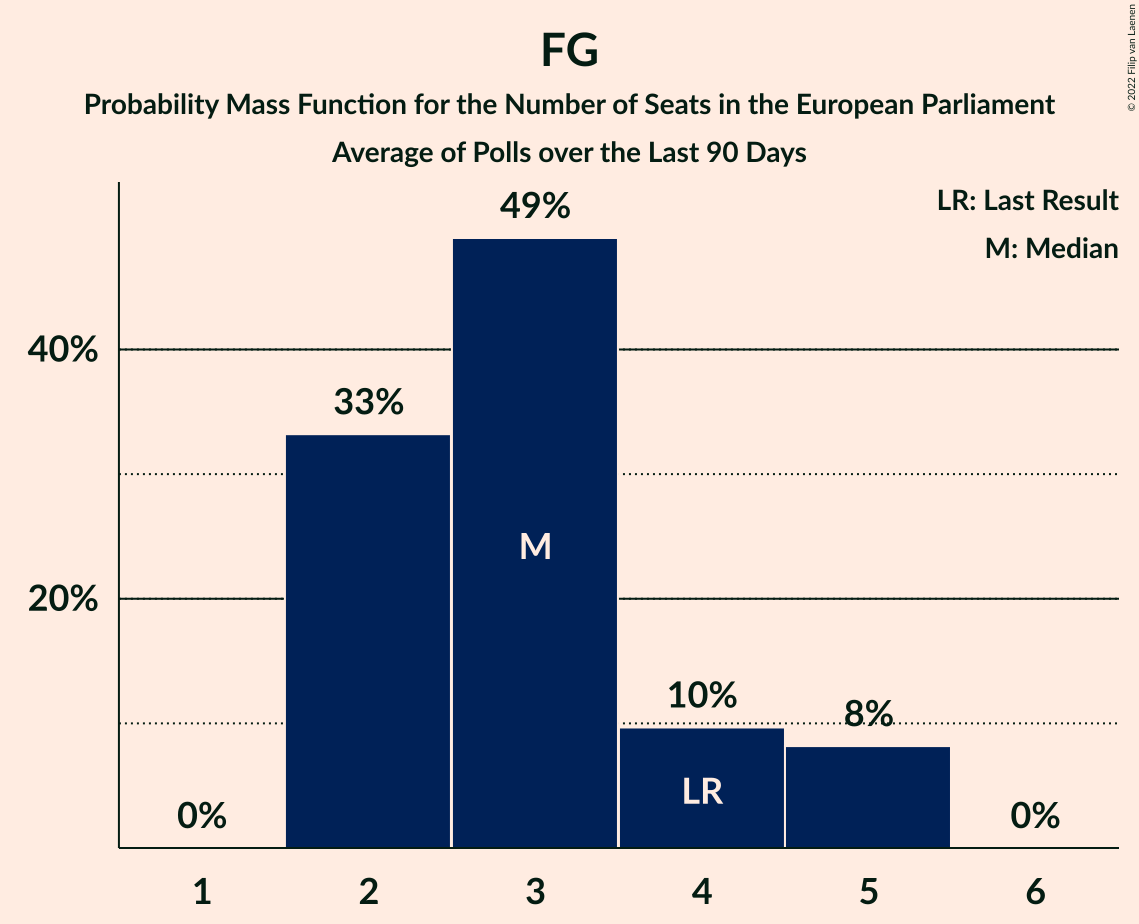 FG
Probability Mass Function for the Number of Seats in the European Parliament
Average of Polls over the Last 90 Days
© 2022 Filip van Laenen
LR: Last Result
M: Median
49%
40%
33%
M
20%
10%
8%
LR
0%
0%
1 2 3 4 5 6